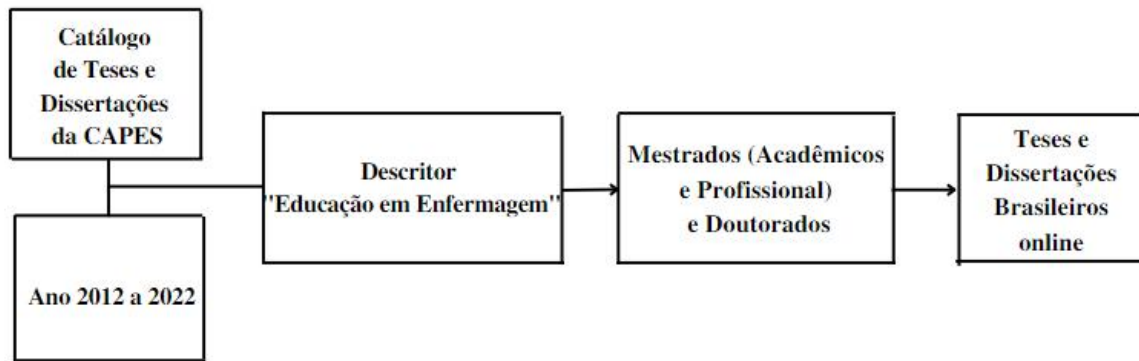 Catálogo
de Teses e
Dissertações
da CAPES
Ano 2012 a 2022
Descritor
"Educação em Enfermagem"
Mestrados (Acadêmicos
e Profissional)
e Doutorados
Teses e
Dissertações
Brasileiros
online